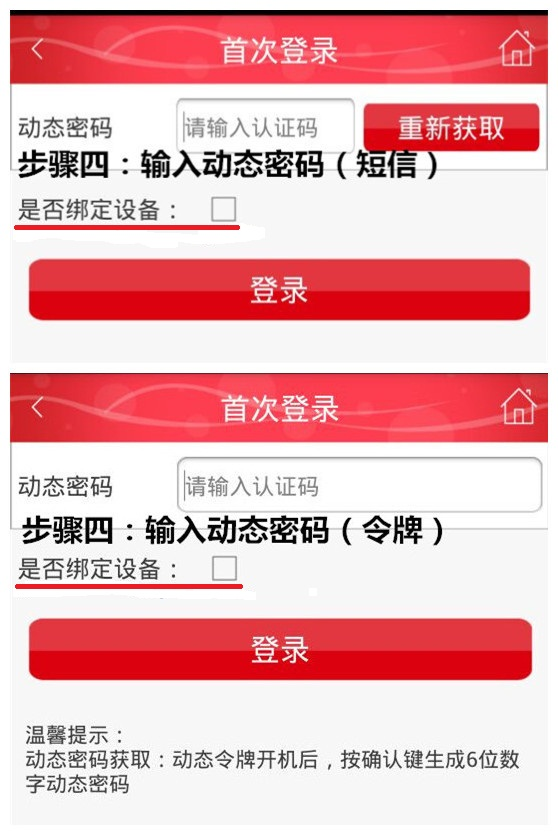 首次登录
动态密码 请输入认证码 重新获取
步骤四：输入动态密码（短信）
是否绑定设备：
登录
首次登录
动态密码 请输入认证码
步骤四：输入动态密码（令牌）
是否绑定设备：
登录
温馨提示：
动态密码获取：动态令牌开机后，按确认键生成6位数
字动态密码